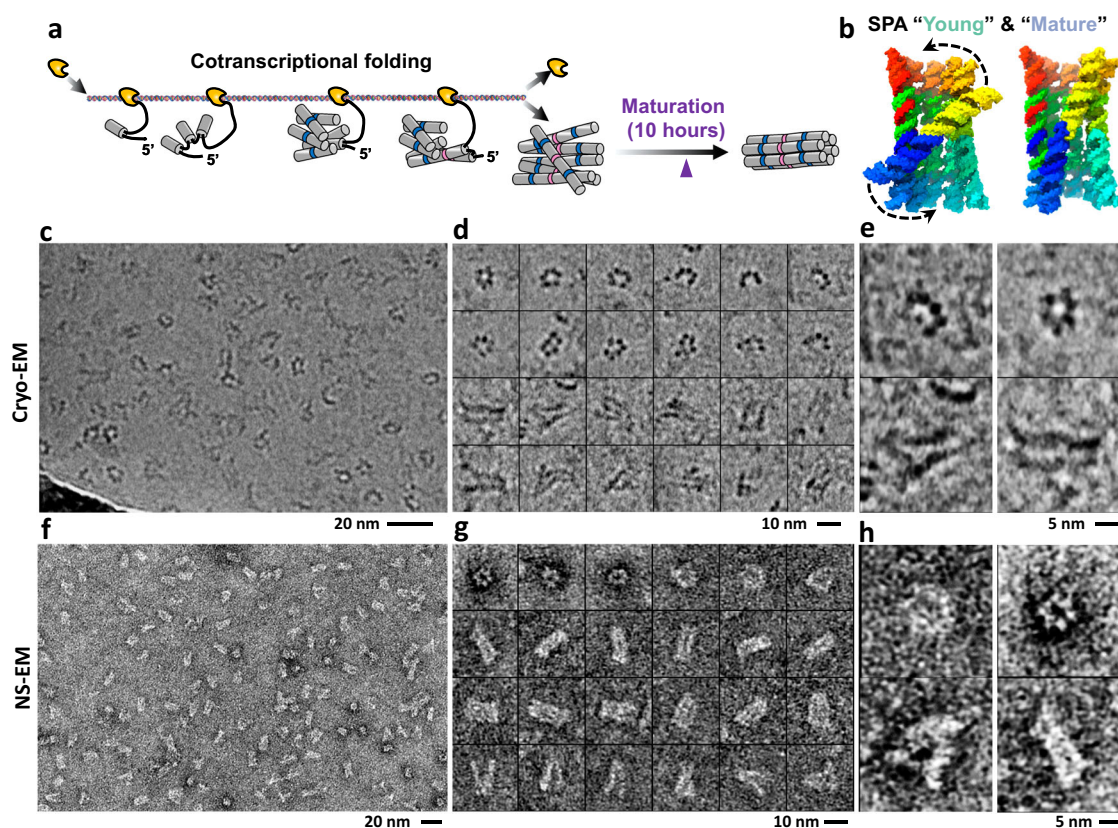 a
Cotranscriptional folding
5'
5'
5'
5'
Maturation
(10 hours)
b
SPA "Young" & "Mature"
c
d
e
Cryo-EM
20 nm
10 nm
5 nm
f
g
h
NS-EM
20 nm
10 nm
5 nm